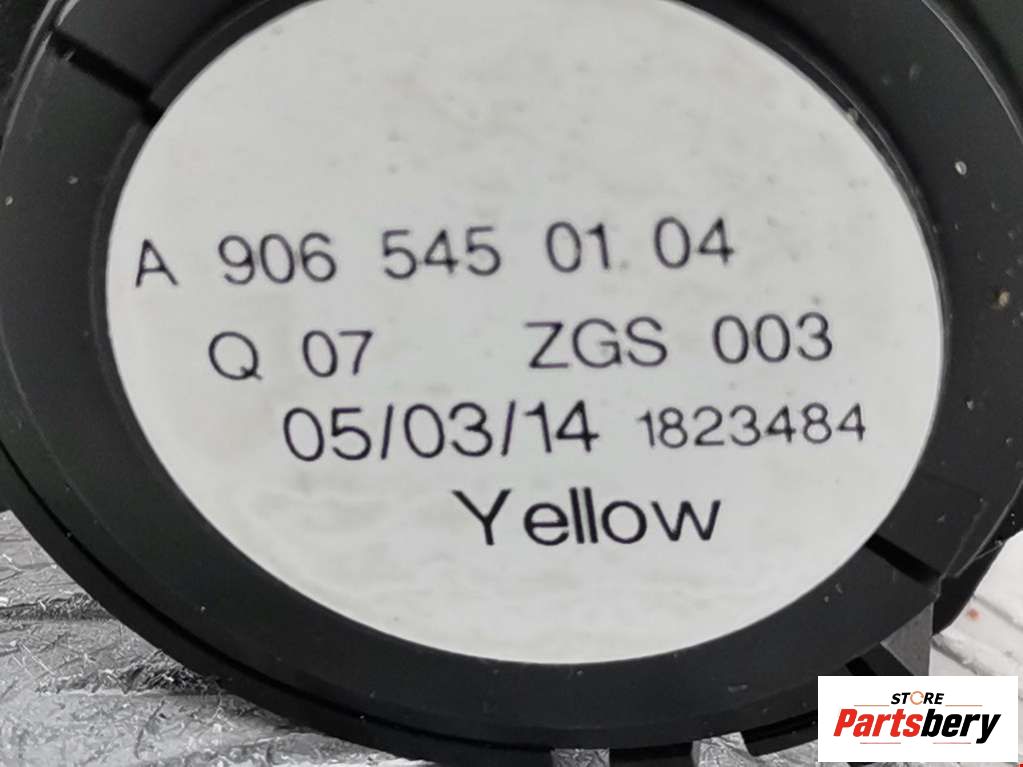 A 906 545 01 04
Q 07 ZGS 003
05/03/14 1823484
Yellow
STORE
Partsbery